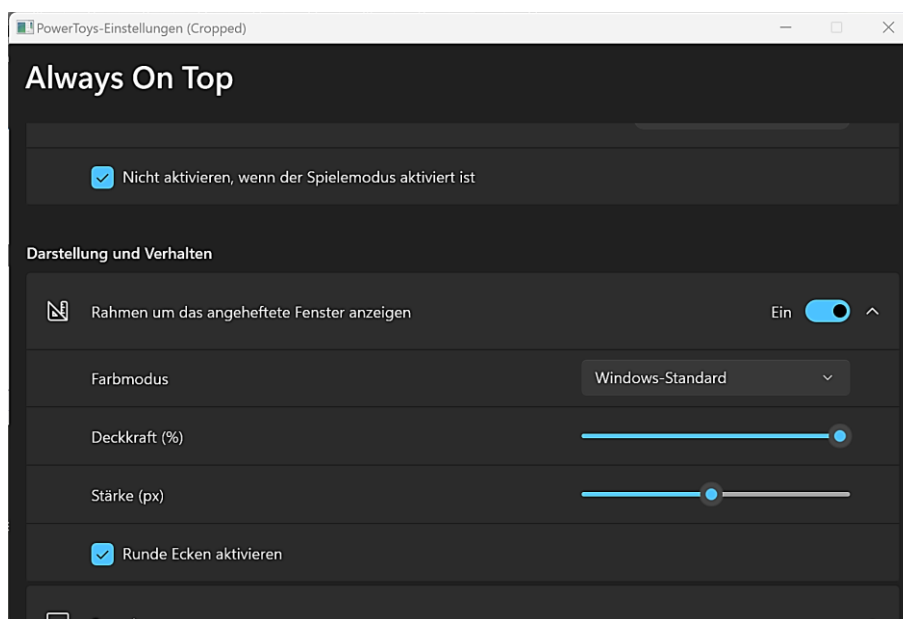 PowerToys-Einstellungen (Cropped)
Always On Top
Nicht aktivieren, wenn der Spielemodus aktiviert ist
Darstellung und Verhalten
Rahmen um das angeheftete Fenster anzeigen
Ein
Farbmodus
Windows-Standard
Deckkraft (%)
Stärke (px)
Runde Ecken aktivieren